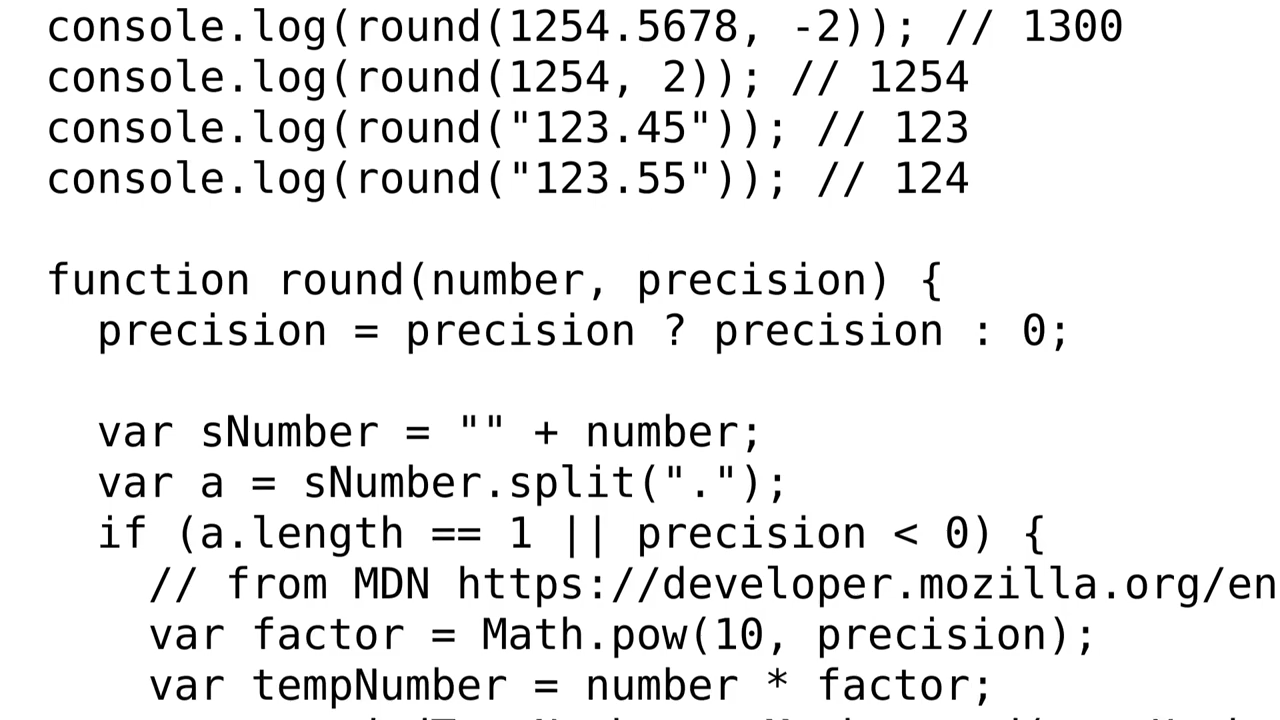 console.log(round(1254.5678, -2)); // 1300
console.log(round(1254, 2)); // 1254
console.log(round("123.45")); // 123
console.log(round("123.55")); // 124
function round(number, precision) {
precision = precision ? precision : 0;
var sNumber = "" + number;
var a = sNumber.split(".");
if (a.length == 1 || precision < 0) {
// from MDN https://developer.mozilla.org/en
var factor = Math.pow(10, precision);
var tempNumber = number * factor;